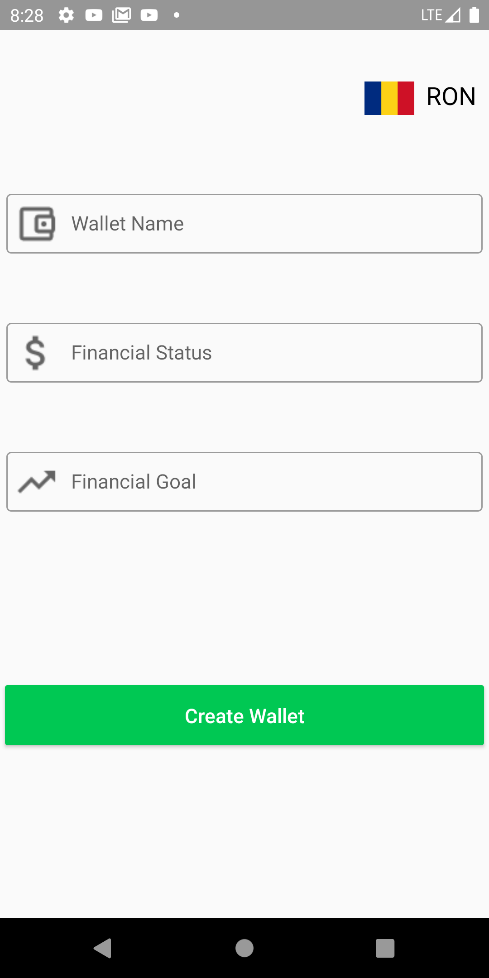 8:28
LTE
RON
Wallet Name
Financial Status
Financial Goal
Create Wallet